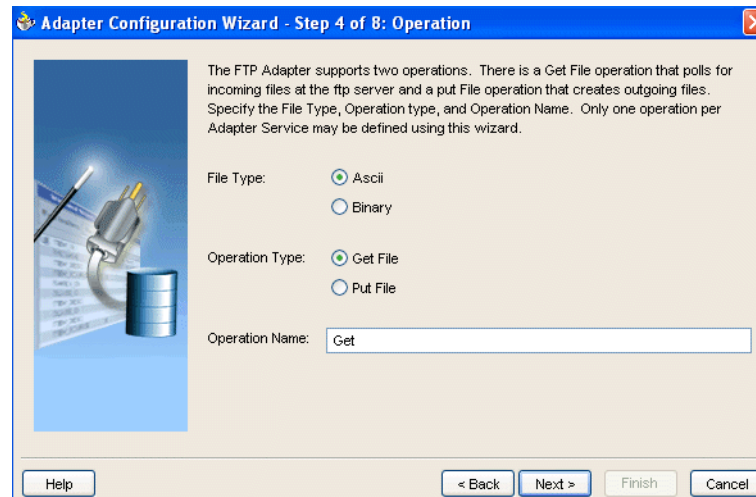 Adapter Configuration Wizard - Step 4 of 8: Operation
The FTP Adapter supports two operations. There is a Get File operation that polls for
incoming files at the ftp server and a put File operation that creates outgoing files.
Specify the File Type, Operation type, and Operation Name. Only one operation per
Adapter Service may be defined using this wizard.
File Type: Ascii
Binary
Operation Type: Get File
Put File
Operation Name: Get
Help < Back Next > Finish Cancel